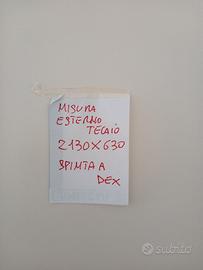 MISURA
ESTERNO
TELAIO
2130X630
SPINTA A
DEX
subito